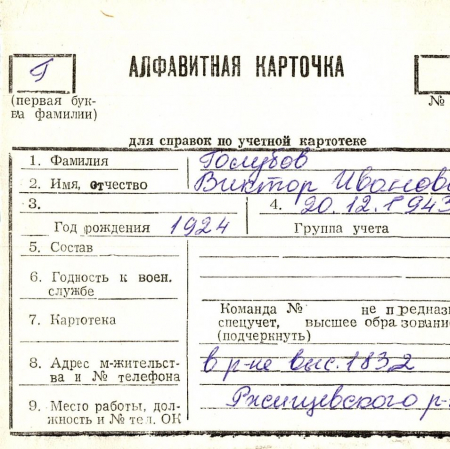 Г
АЛФАВИТНАЯ КАРТОЧКА
(первая бук-
ва фамилии)
№
для справок по учетной картотеке
1. Фамилия Голубов
2. Имя, отчество Виктор Иванов
3. 4. 20.12.1943
Год рождения 1924 Группа учета
5. Состав
6. Годность к воен.
службе
7. Картотека
Команда № не предназ
спецучет, высшее образование
(подчеркнуть)
8. Адрес м-жительст-
ва и № телефона
в р-не выс. 183,2
9. Место работы, дол-
жность и № тел. ОК
Ржищевского р-